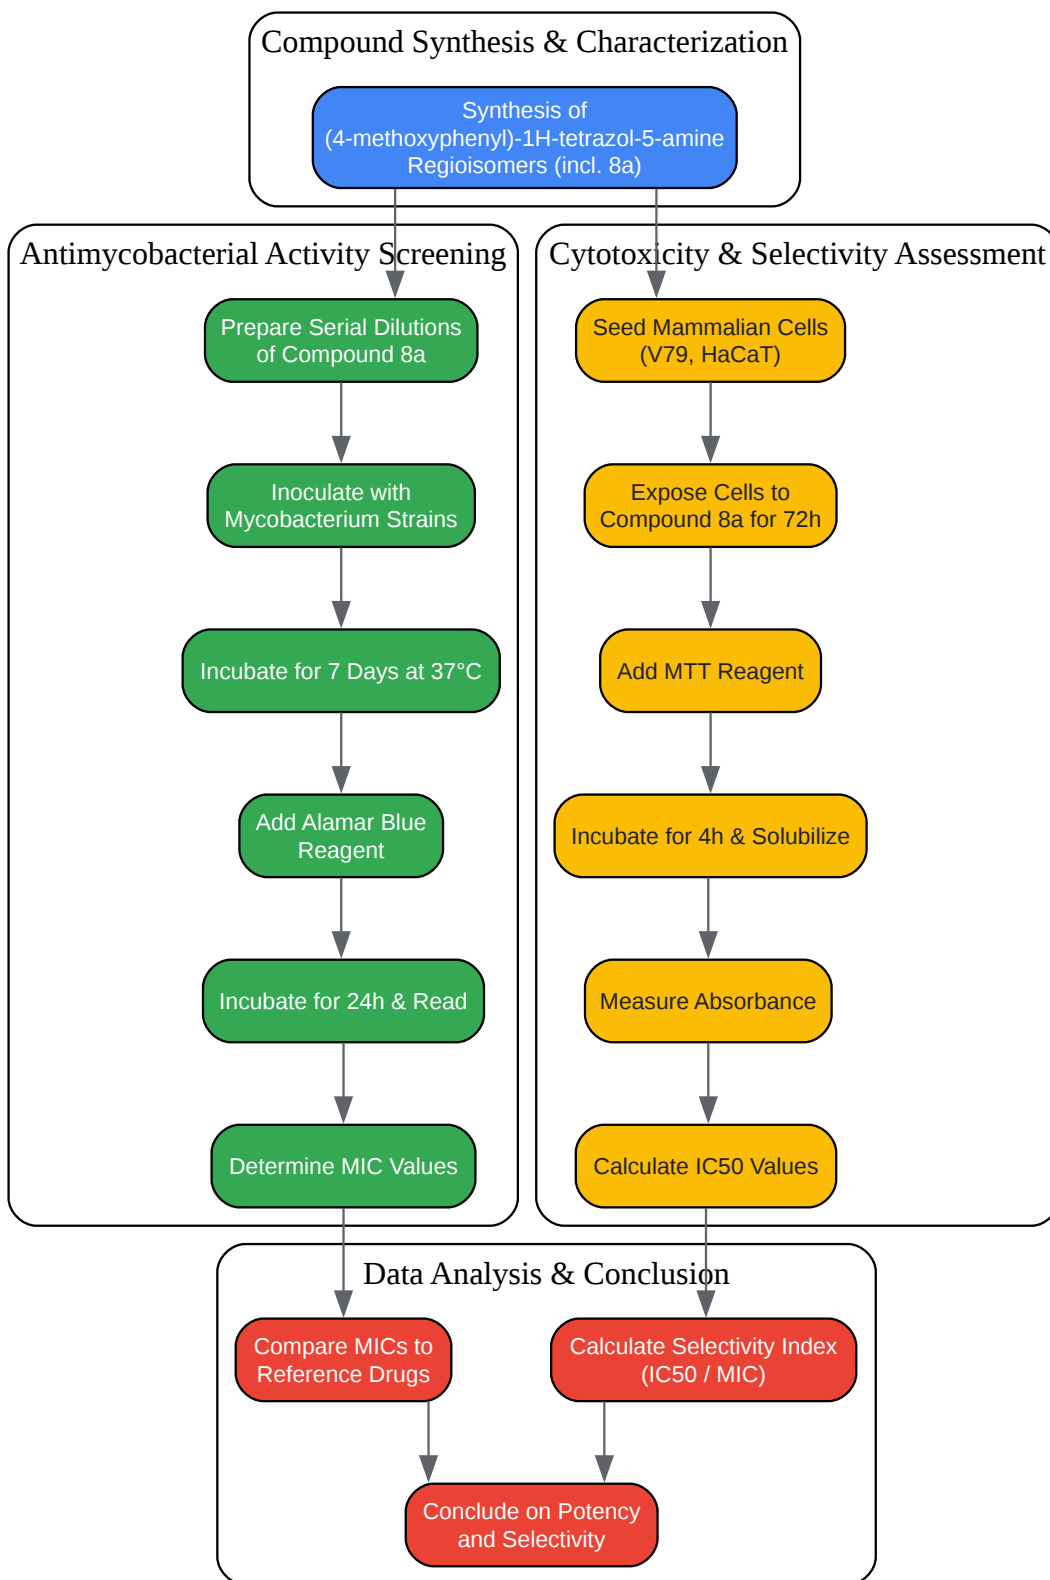 Compound Synthesis & Characterization
Synthesis of
(4-methoxyphenyl)-1H-tetrazol-5-amine
Regioisomers (incl. 8a)
Antimycobacterial Activity Screening
Prepare Serial Dilutions
of Compound 8a
Inoculate with
Mycobacterium Strains
Incubate for 7 Days at 37°C
Add Alamar Blue
Reagent
Incubate for 24h & Read
Determine MIC Values
Cytotoxicity & Selectivity Assessment
Seed Mammalian Cells
(V79, HaCaT)
Expose Cells to
Compound 8a for 72h
Add MTT Reagent
Incubate for 4h & Solubilize
Measure Absorbance
Calculate IC50 Values
Data Analysis & Conclusion
Compare MICs to
Reference Drugs
Calculate Selectivity Index
(IC50 / MIC)
Conclude on Potency
and Selectivity